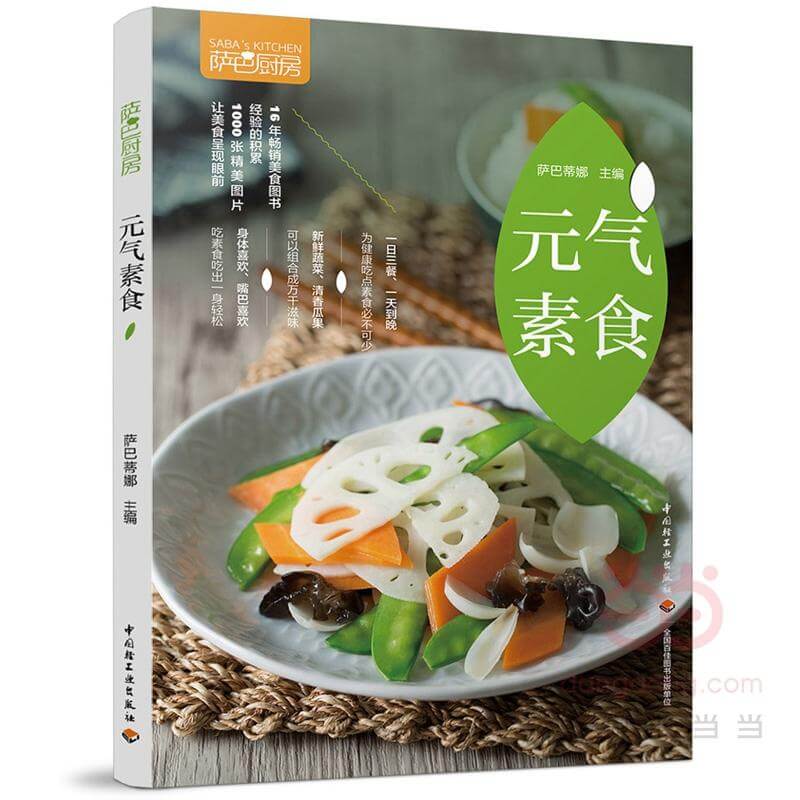 SABA's KITCHEN
萨巴厨房
16年畅销美食图书
经验的积累
1000张精美图片
让美食呈现眼前
一日三餐、一天到晚
为健康吃点素食必不可少
新鲜蔬菜、清香瓜果
可以组合成万千滋味
身体喜欢、嘴巴喜欢
吃素食吃出一身轻松
萨巴蒂娜 主编
元气
素食
中国轻工业出版社
全国百佳图书出版单位
萨巴厨房
元气素食
萨巴蒂娜 主编
中国轻工业出版社
当当